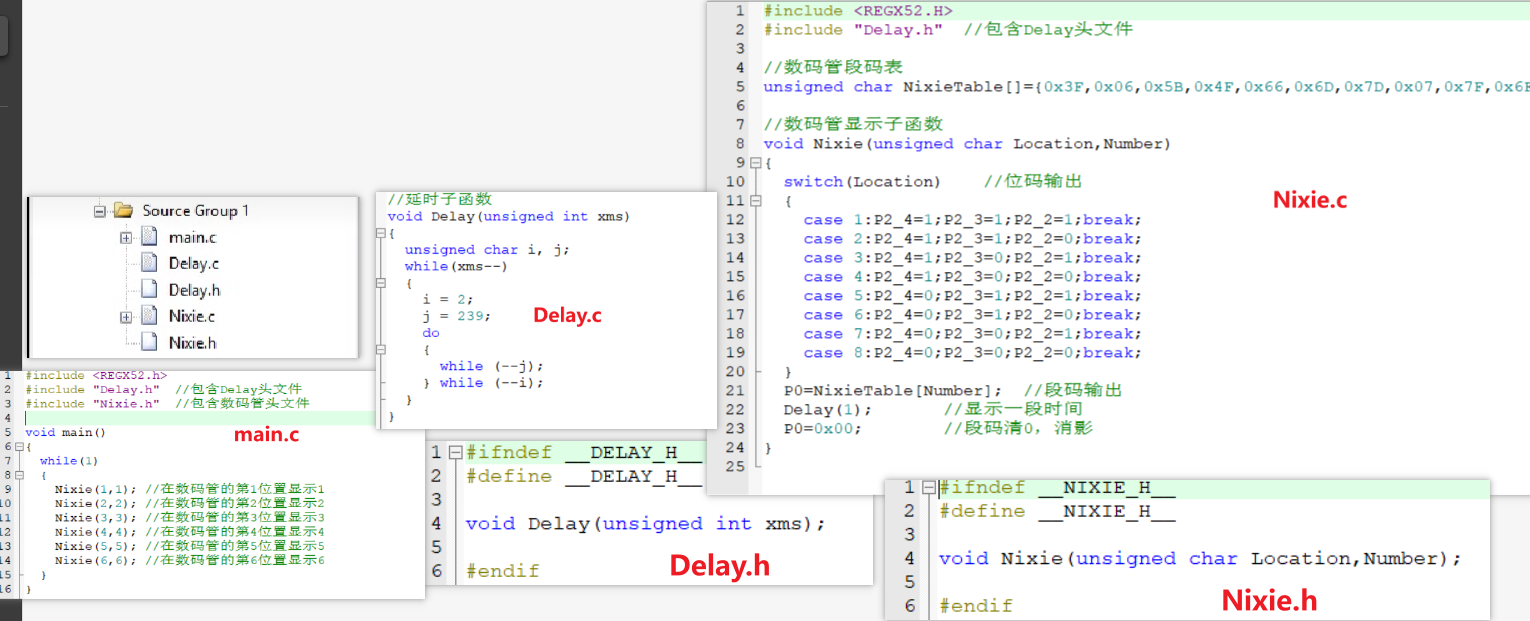 Source Group 1
main.c
Delay.c
Delay.h
Nixie.c
Nixie.h
1 #include <REGX52.h>
2 #include "Delay.h" //包含Delay头文件
3 #include "Nixie.h" //包含数码管头文件
4
5 void main()
6 {
7 while(1)
8 {
9 Nixie(1,1); //在数码管的第1位置显示1
10 Nixie(2,2); //在数码管的第2位置显示2
11 Nixie(3,3); //在数码管的第3位置显示3
12 Nixie(4,4); //在数码管的第4位置显示4
13 Nixie(5,5); //在数码管的第5位置显示5
14 Nixie(6,6); //在数码管的第6位置显示6
15 }
16 }
main.c
//延时子函数
void Delay(unsigned int xms)
{
unsigned char i, j;
while(xms--)
{
i = 2;
j = 239;
do
{
while (--j);
} while (--i);
}
}
Delay.c
1 #ifndef __DELAY_H__
2 #define __DELAY_H__
3
4 void Delay(unsigned int xms);
5
6 #endif
Delay.h
1 #include <REGX52.H>
2 #include "Delay.h" //包含Delay头文件
3
4 //数码管段码表
5 unsigned char NixieTable[]={0x3F,0x06,0x5B,0x4F,0x66,0x6D,0x7D,0x07,0x7F,
6
7 //数码管显示子函数
8 void Nixie(unsigned char Location,Number)
9 {
10 switch(Location) //位码输出
11 {
12 case 1:P2_4=1;P2_3=1;P2_2=1;break;
13 case 2:P2_4=1;P2_3=1;P2_2=0;break;
14 case 3:P2_4=1;P2_3=0;P2_2=1;break;
15 case 4:P2_4=1;P2_3=0;P2_2=0;break;
16 case 5:P2_4=0;P2_3=1;P2_2=1;break;
17 case 6:P2_4=0;P2_3=1;P2_2=0;break;
18 case 7:P2_4=0;P2_3=0;P2_2=1;break;
19 case 8:P2_4=0;P2_3=0;P2_2=0;break;
20 }
21 P0=NixieTable[Number]; //段码输出
22 Delay(1); //显示一段时间
23 P0=0x00; //段码清0，消影
24 }
25
Nixie.c
1 #ifndef __NIXIE_H__
2 #define __NIXIE_H__
3
4 void Nixie(unsigned char Location,Number);
5
6 #endif
Nixie.h